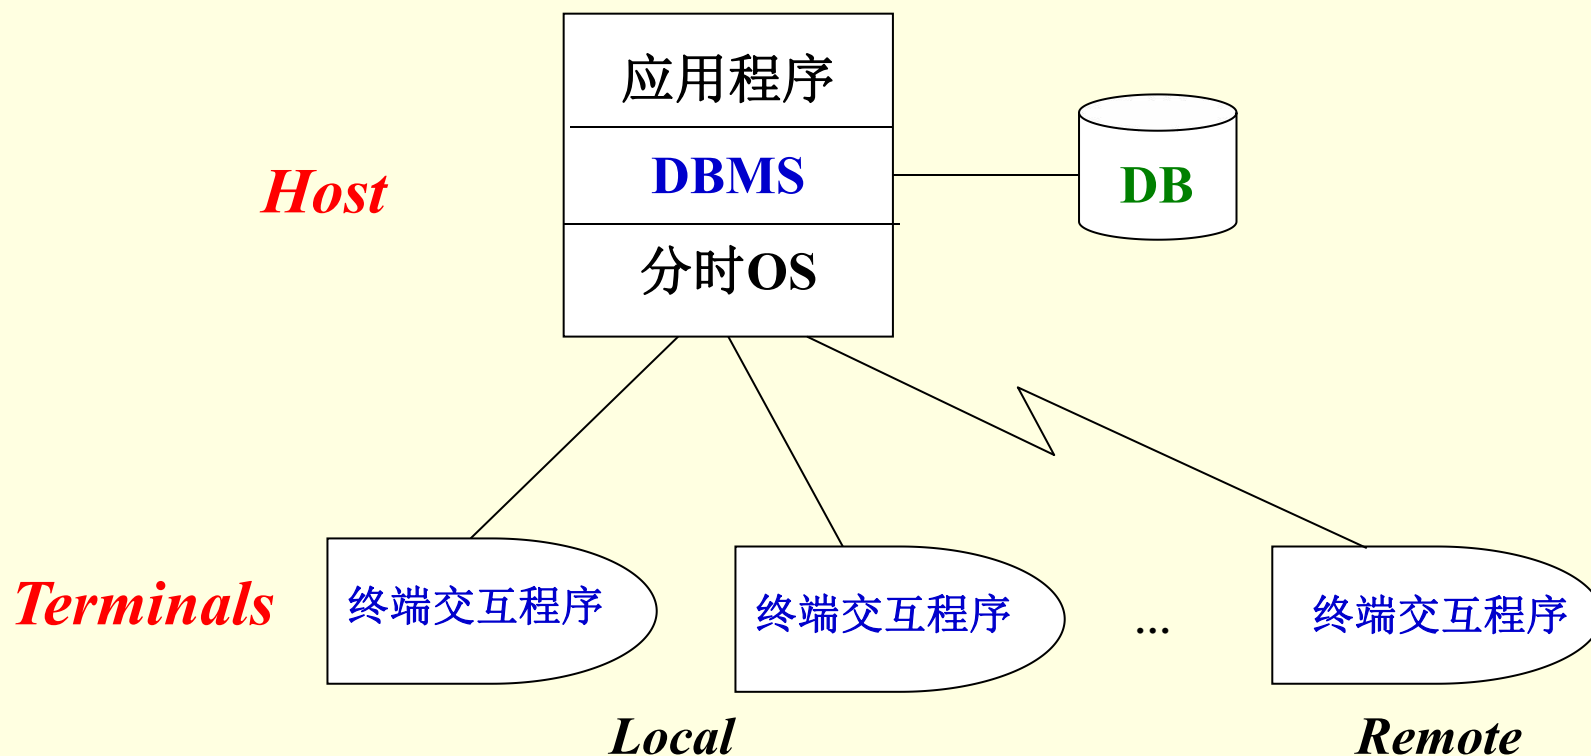 应用程序
Host
DBMS
DB
分时OS
Terminals
终端交互程序
终端交互程序
...
终端交互程序
Local
Remote